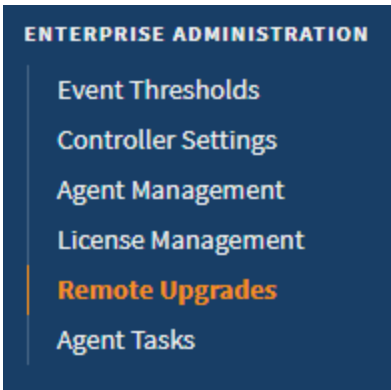 ENTERPRISE ADMINISTRATION
Event Thresholds
Controller Settings
Agent Management
License Management
Remote Upgrades
Agent Tasks